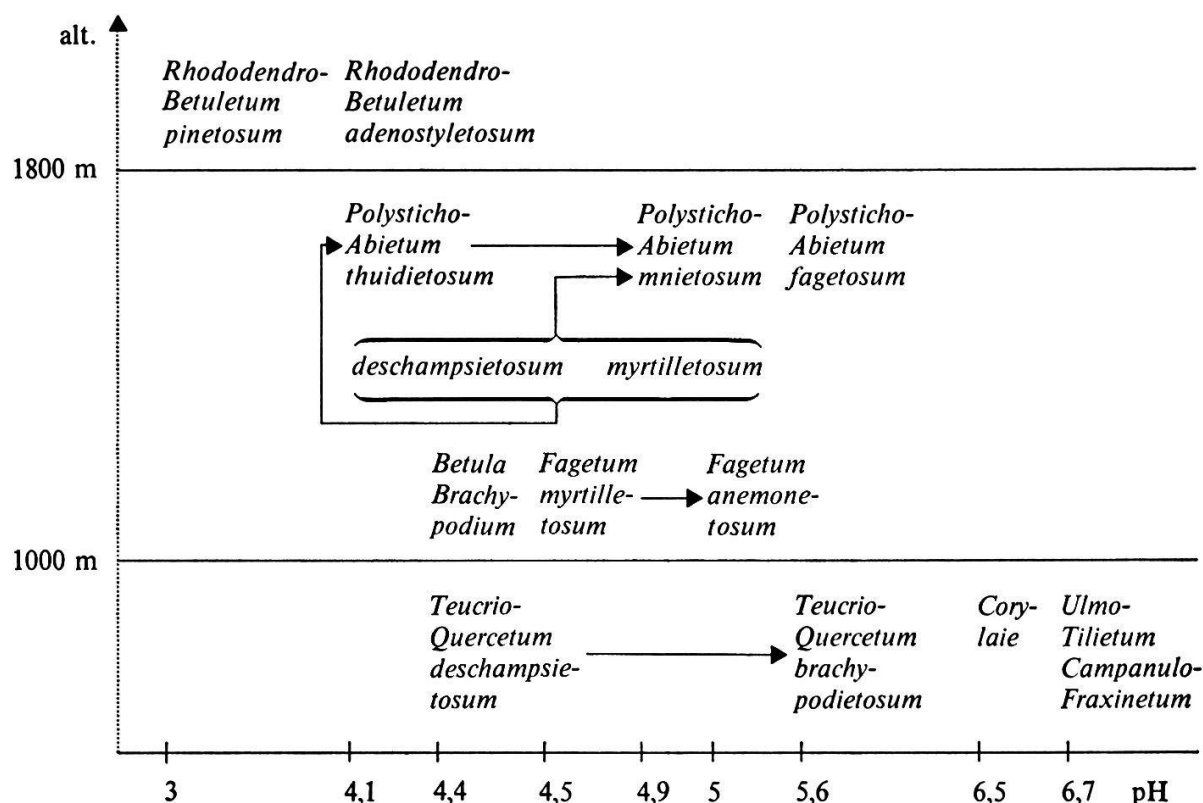 alt.
Rhododendro- Rhododendro-
Betuletum Betuletum
pinetosum adenostyletosum
1800 m
Polysticho- Polysticho- Polysticho-
Abietum Abietum Abietum
thuidietosum mnietosum fagetosum
deschampsietosum myrtilletosum
Betula Fagetum Fagetum
Brachy- myrtille- anemone-
podium tosum tosum
1000 m
Teucrio- Teucrio- Cory- Ulmo-
Quercetum Quercetum laie Tilietum
deschampsie- brachy- Campanulo-
tosum podietosum Fraxinetum
3 4,1 4,4 4,5 4,9 5 5,6 6,5 6,7 pH